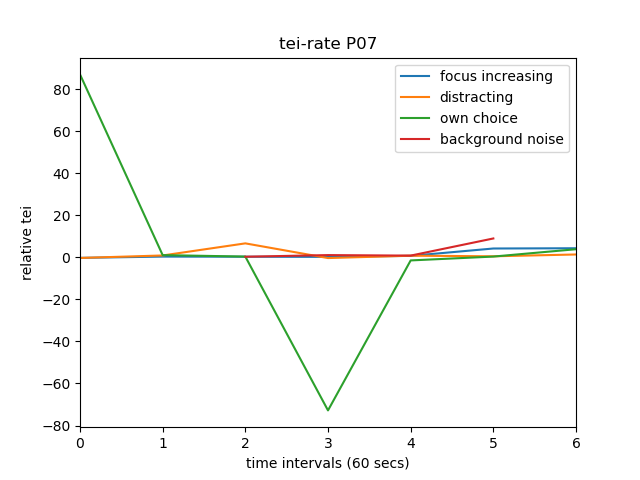 tei-rate P07
focus increasing
distracting
own choice
background noise
relative tei
80
60
40
20
0
−20
−40
−60
−80
0 1 2 3 4 5 6
time intervals (60 secs)